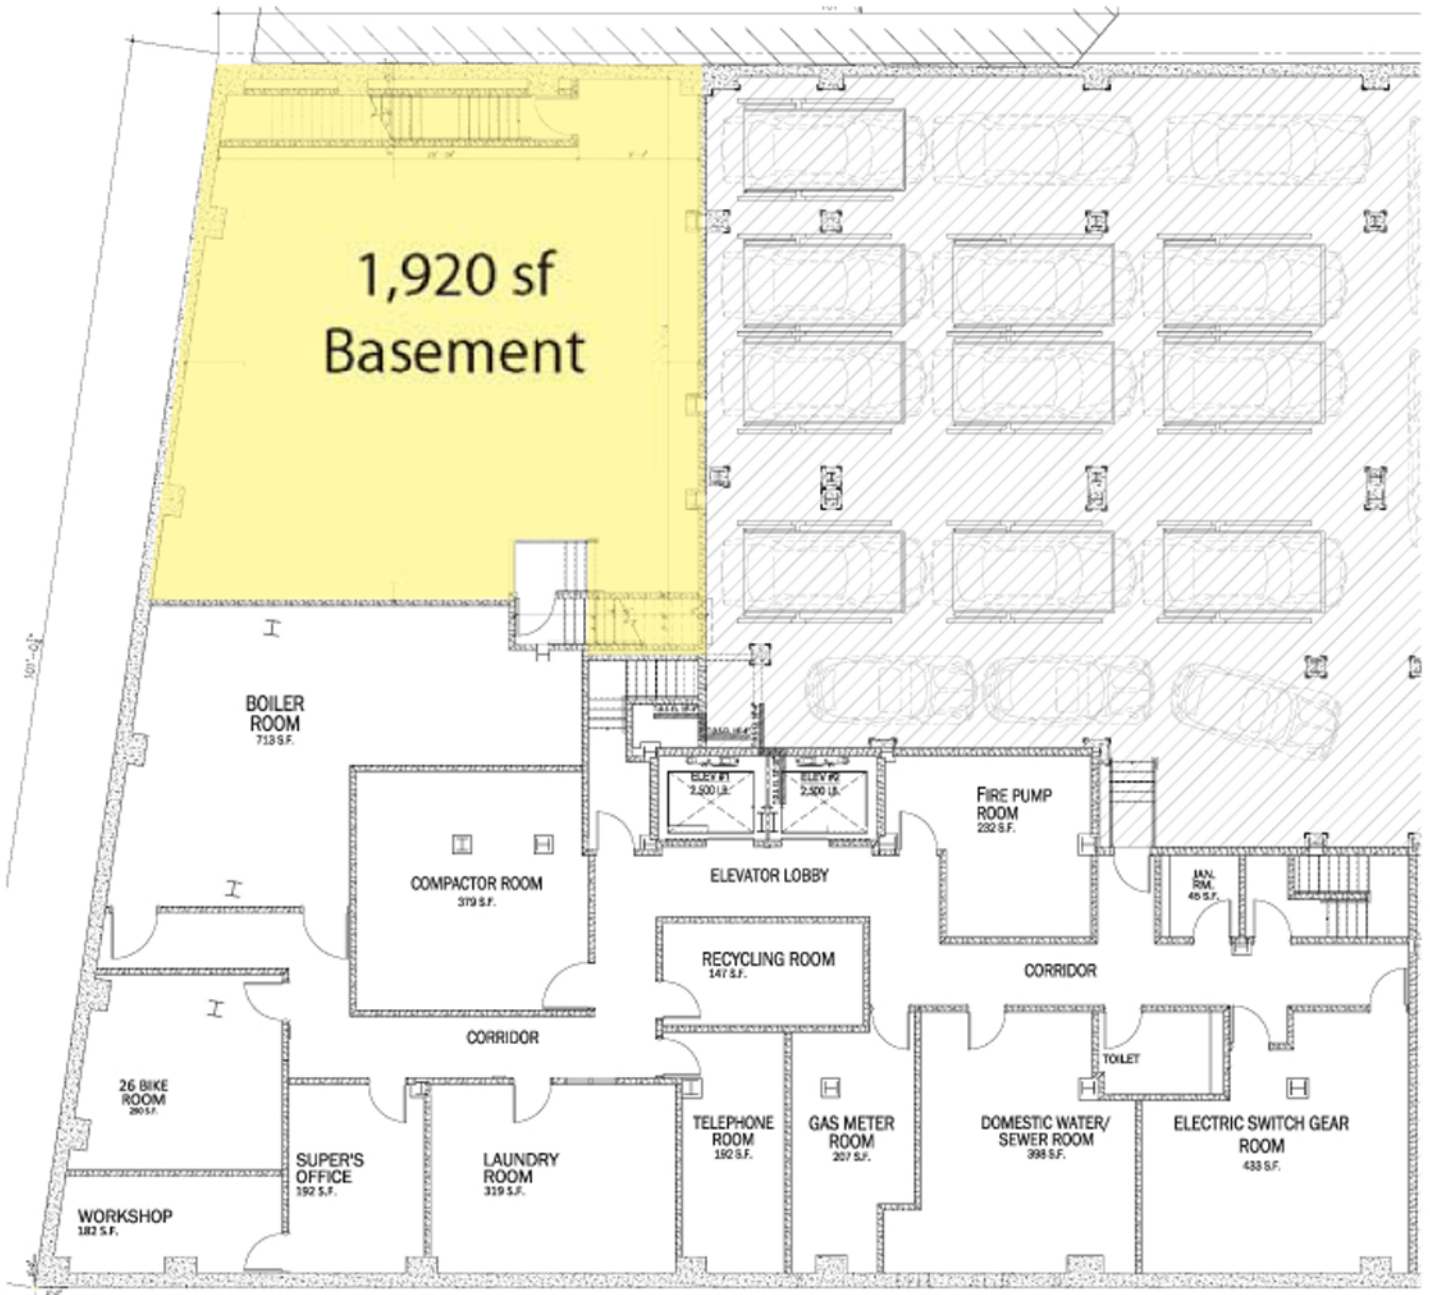 1,920 sf
Basement
BOILER
ROOM
713 S.F.
ELEV #1
2,500 LB.
ELEV #2
2,500 LB.
FIRE PUMP
ROOM
232 S.F.
COMPACTOR ROOM
379 S.F.
ELEVATOR LOBBY
JAN.
RM.
45 S.F.
RECYCLING ROOM
147 S.F.
CORRIDOR
CORRIDOR
TOILET
26 BIKE
ROOM
260 S.F.
TELEPHONE
ROOM
192 S.F.
GAS METER
ROOM
207 S.F.
DOMESTIC WATER/
SEWER ROOM
398 S.F.
ELECTRIC SWITCH GEAR
ROOM
433 S.F.
SUPER'S
OFFICE
192 S.F.
LAUNDRY
ROOM
319 S.F.
WORKSHOP
182 S.F.